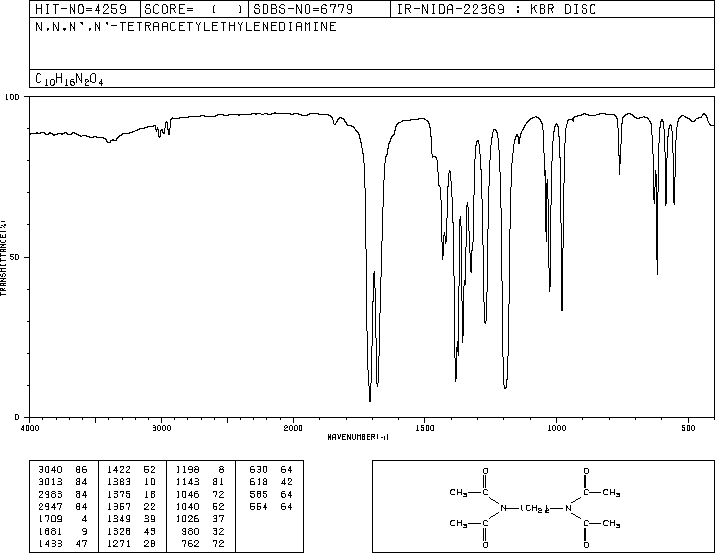 HIT-NO=4259 SCORE= ( ) SDBS-NO=6779 IR-NIDA-22369 : KBR DISC
N,N,N',N'-TETRAACETYLETHYLENEDIAMINE
C10H16N2O4
100
50
0
TRANSMITTANCE(%)
4000 3000 2000 1500 1000 500
WAVENUMBER(-1)
3040 86 1422 52 1198 8 630 64
3013 84 1383 10 1143 81 618 42
2983 84 1375 18 1046 72 585 64
2947 84 1357 22 1040 52 554 64
1709 4 1349 39 1026 37
1681 9 1328 43 980 32
1433 47 1271 28 762 72
O O
CH3 CH3
N (CH2)2 N
CH3 CH3
O O